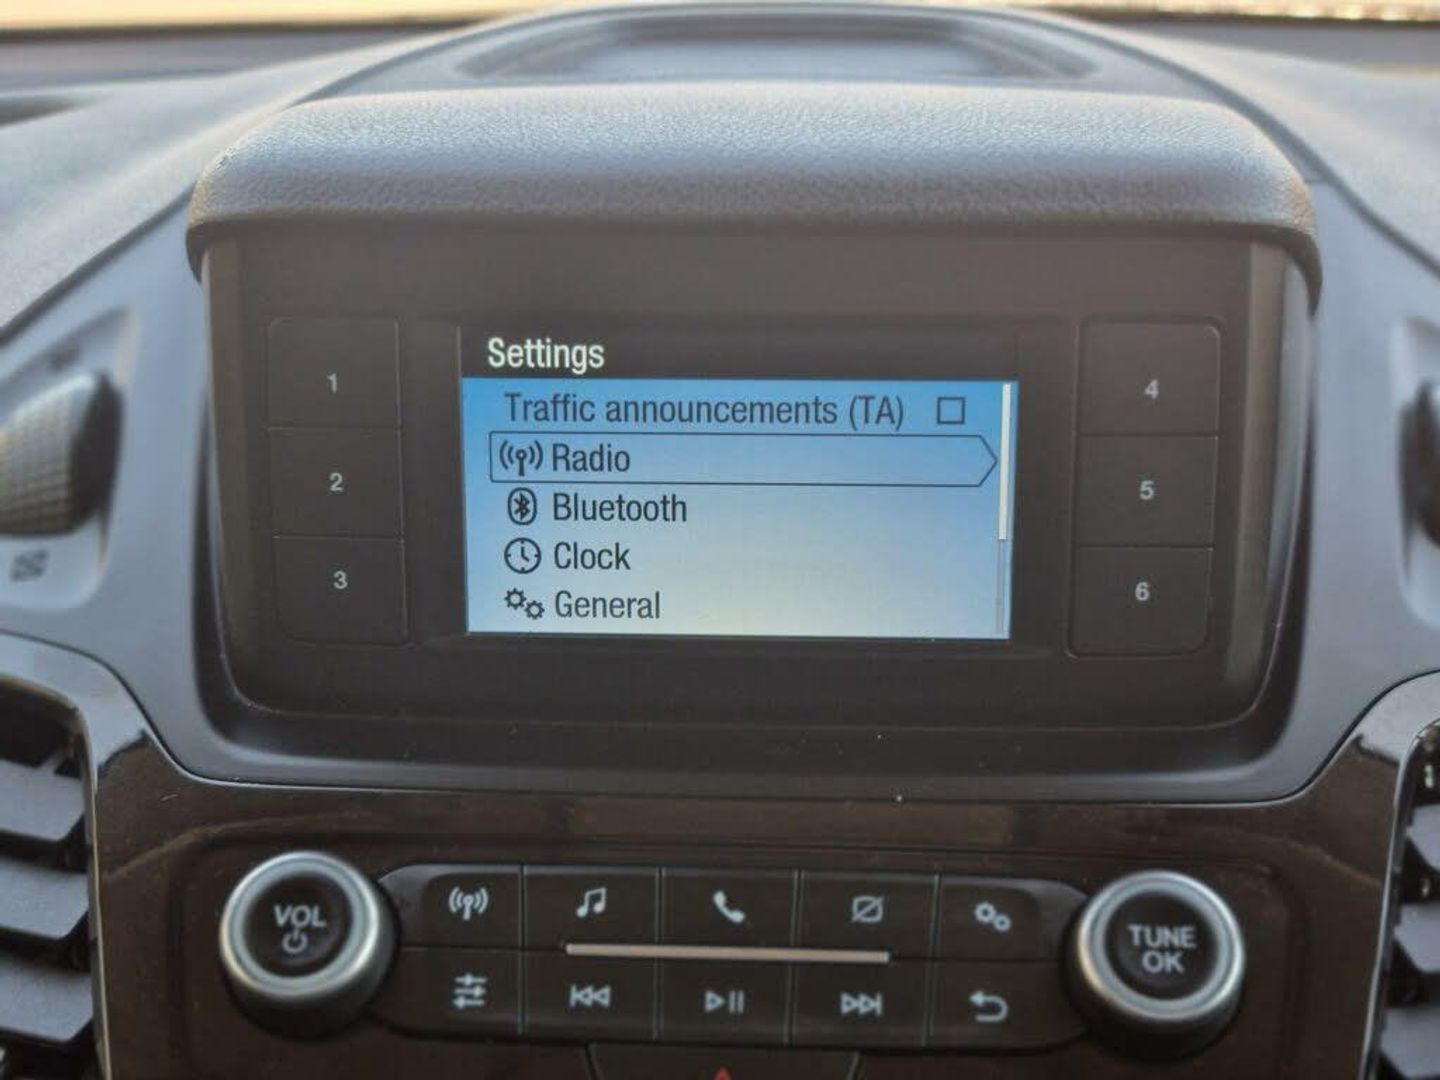 Settings
Traffic announcements (TA)
Radio
Bluetooth
Clock
General
1
2
3
4
5
6
VOL
TUNE
OK